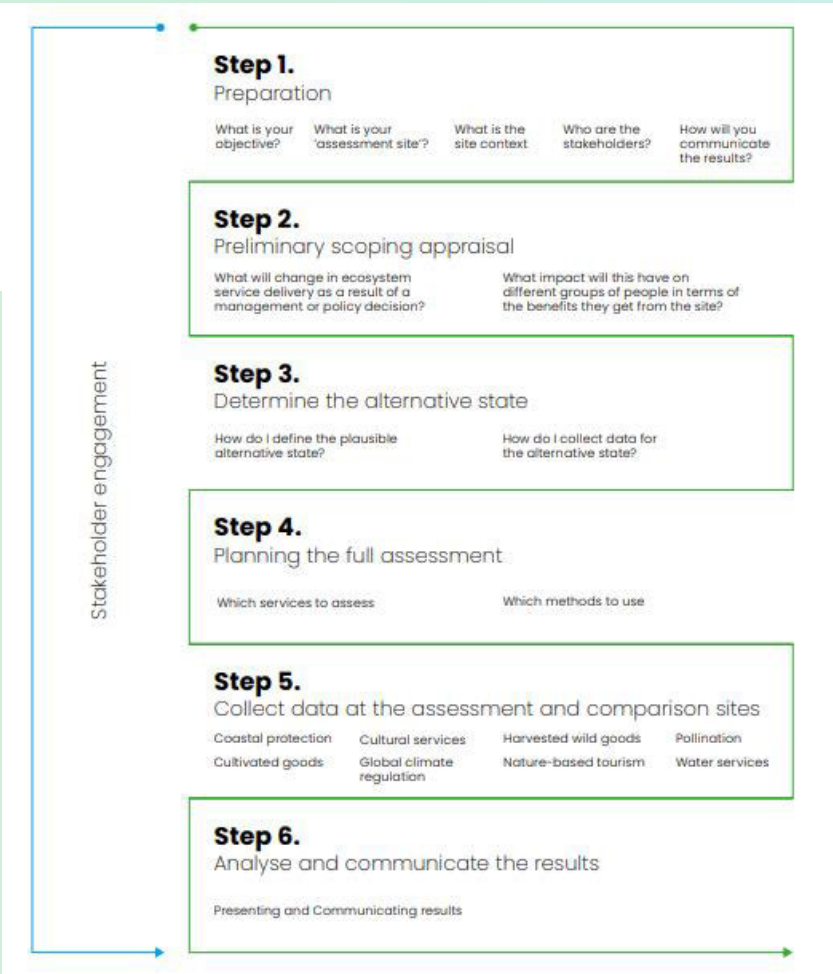 Stakeholder engagement
Step 1.
Preparation
What is your
objective?
What is your
'assessment site'?
What is the
site context
Who are the
stakeholders?
How will you
communicate
the results?
Step 2.
Preliminary scoping appraisal
What will change in ecosystem
service delivery as a result of a
management or policy decision?
What impact will this have on
different groups of people in terms of
the benefits they get from the site?
Step 3.
Determine the alternative state
How do I define the plausible
alternative state?
How do I collect data for
the alternative state?
Step 4.
Planning the full assessment
Which services to assess
Which methods to use
Step 5.
Collect data at the assessment and comparison sites
Coastal protection
Cultural services
Harvested wild goods
Pollination
Cultivated goods
Global climate
regulation
Nature-based tourism
Water services
Step 6.
Analyse and communicate the results
Presenting and Communicating results